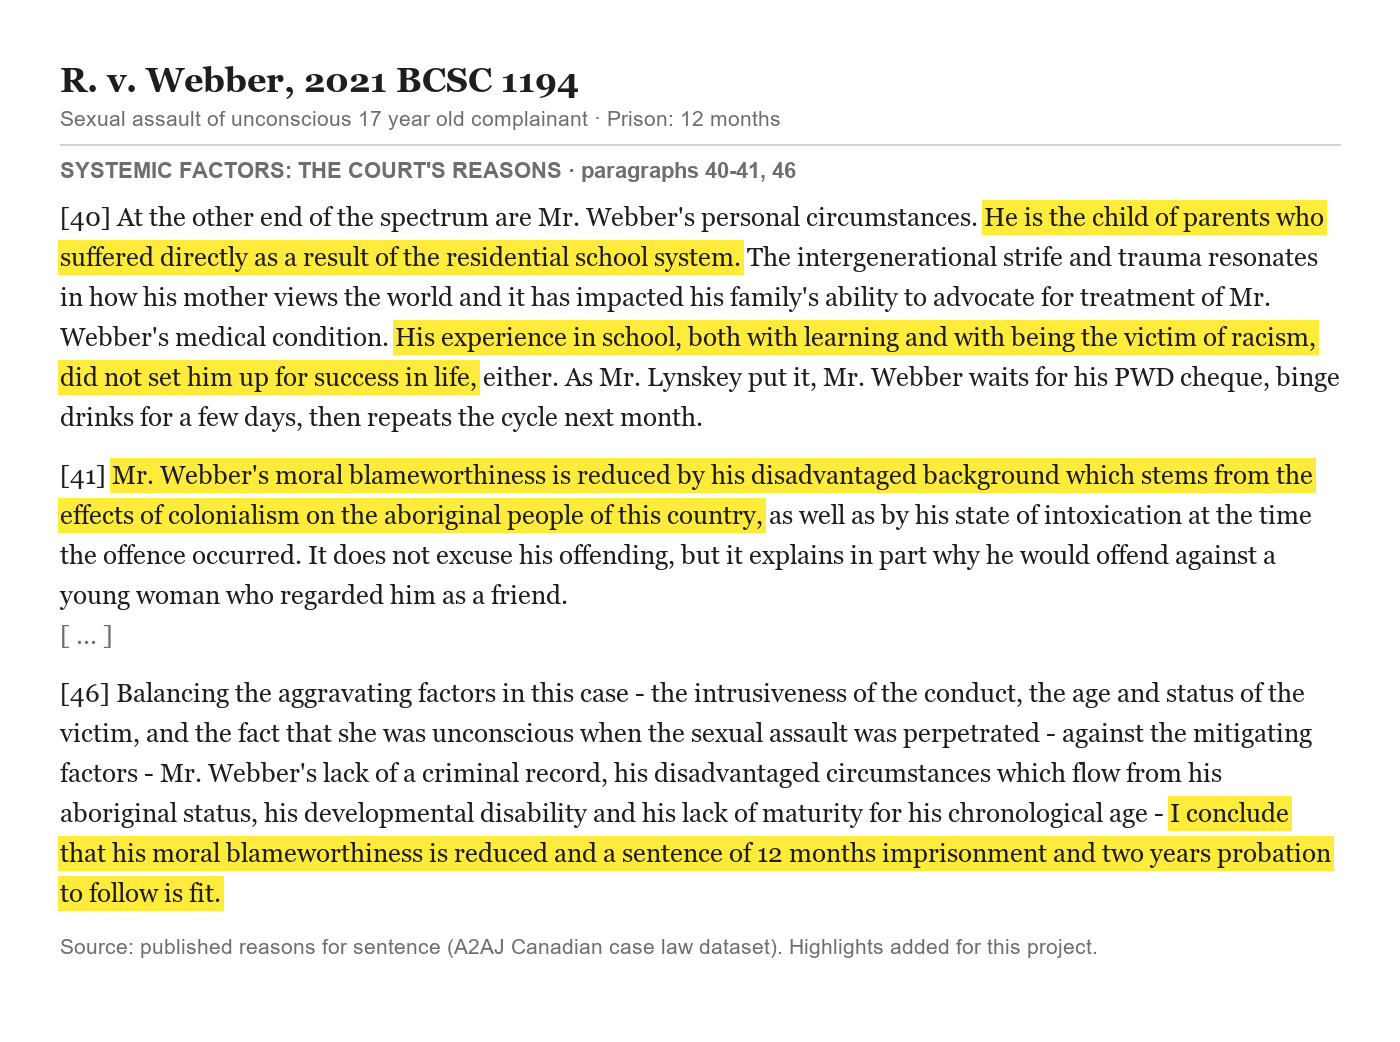 R. v. Webber, 2021 BCSC 1194
Sexual assault of unconscious 17 year old complainant · Prison: 12 months
SYSTEMIC FACTORS: THE COURT'S REASONS · paragraphs 40-41, 46
[40] At the other end of the spectrum are Mr. Webber's personal circumstances. He is the child of parents who
suffered directly as a result of the residential school system. The intergenerational strife and trauma resonates
in how his mother views the world and it has impacted his family's ability to advocate for treatment of Mr.
Webber's medical condition. His experience in school, both with learning and with being the victim of racism,
did not set him up for success in life, either. As Mr. Lynskey put it, Mr. Webber waits for his PWD cheque, binge
drinks for a few days, then repeats the cycle next month.
[41] Mr. Webber's moral blameworthiness is reduced by his disadvantaged background which stems from the
effects of colonialism on the aboriginal people of this country, as well as by his state of intoxication at the time
the offence occurred. It does not excuse his offending, but it explains in part why he would offend against a
young woman who regarded him as a friend.
[ ... ]
[46] Balancing the aggravating factors in this case - the intrusiveness of the conduct, the age and status of the
victim, and the fact that she was unconscious when the sexual assault was perpetrated - against the mitigating
factors - Mr. Webber's lack of a criminal record, his disadvantaged circumstances which flow from his
aboriginal status, his developmental disability and his lack of maturity for his chronological age - I conclude
that his moral blameworthiness is reduced and a sentence of 12 months imprisonment and two years probation
to follow is fit.
Source: published reasons for sentence (A2AJ Canadian case law dataset). Highlights added for this project.